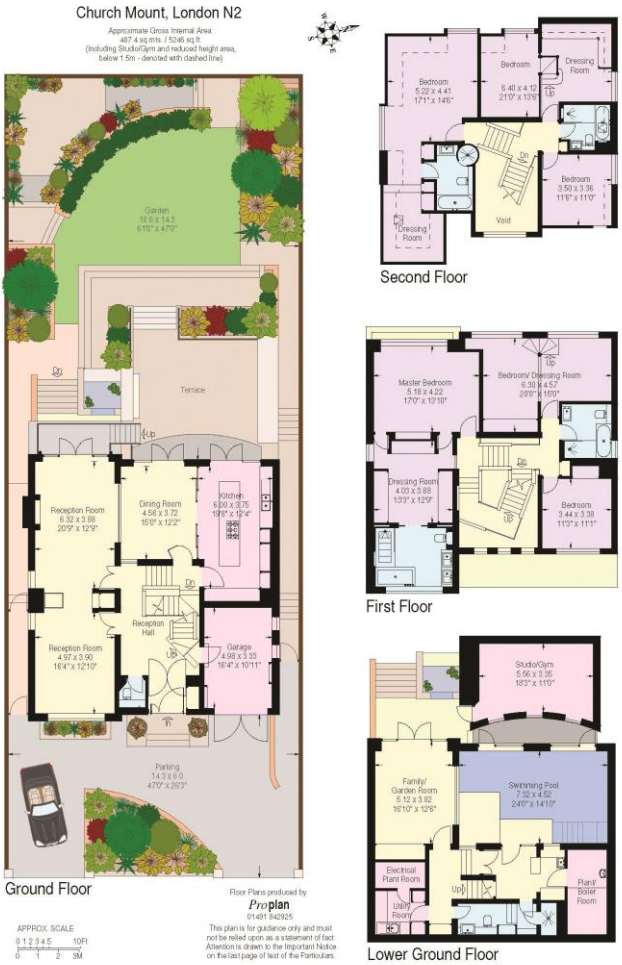 Church Mount, London N2
Approximate Gross Internal Area:
487.4 sq.mts. / 5246 sq.ft.
(Including Studio/Gym and reduced height area,
below 1.5m - denoted with dashed line)
Garden
18.6 x 14.3
61'0" x 47'0"
Terrace
Dn
Up
Reception Room
6.32 x 3.88
20'9" x 12'9"
Dining Room
4.56 x 3.72
15'0" x 12'2"
Kitchen
6.00 x 3.75
19'8" x 12'4"
Dn
Reception
Hall
Up
Reception Room
4.97 x 3.90
16'4" x 12'10"
Garage
4.98 x 3.33
16'4" x 10'11"
In
Parking
14.3 x 8.0
47'0" x 26'3"
Ground Floor
APPROX. SCALE
0 1 2 3 4 5 10FT
0 1 2 3M
Floor Plans produced by
Proplan
01491 842925
This plan is for guidance only and must
not be relied upon as a statement of fact.
Attention is drawn to the Important Notice
on the last page of text of the Particulars.
Bedroom
5.22 x 4.41
17'1" x 14'6"
Bedroom
6.40 x 4.12
21'0" x 13'6"
Dressing
Room
Up
Dn
Bedroom
3.50 x 3.36
11'6" x 11'0"
Void
Dressing
Room
Second Floor
Master Bedroom
5.18 x 4.22
17'0" x 13'10"
Up
Bedroom/ Dressing Room
6.30 x 4.57
20'8" x 15'0"
Dn
Dressing Room
4.03 x 3.88
13'3" x 12'9"
Up
Bedroom
3.44 x 3.38
11'3" x 11'1"
First Floor
Studio/Gym
5.56 x 3.35
18'3" x 11'0"
Family/
Garden Room
5.12 x 3.82
16'10" x 12'6"
Swimming Pool
7.32 x 4.52
24'0" x 14'10"
Electrical
Plant Room
Up
Utility
Room
Plant/
Boiler
Room
Lower Ground Floor